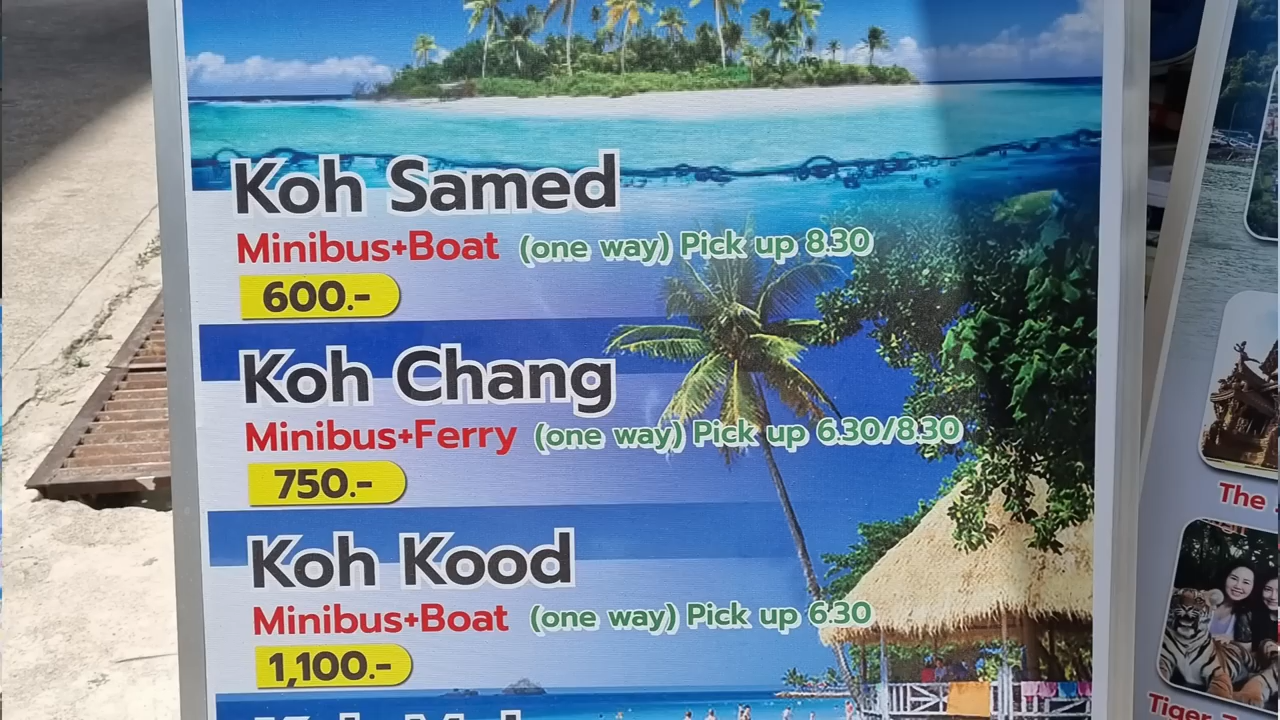 Koh Samed
Minibus+Boat (one way) Pick up 8.30
600.-
Koh Chang
Minibus+Ferry (one way) Pick up 6.30/8.30
750.-
Koh Kood
Minibus+Boat (one way) Pick up 6.30
1,100.-
Koh
The
Tiger